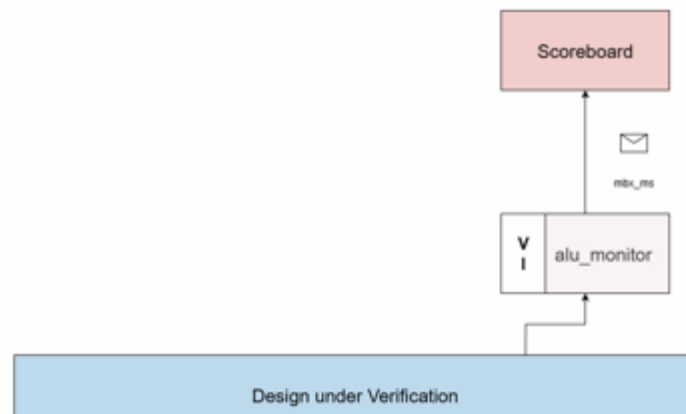 Scoreboard
mbx_ms
V
I
alu_monitor
Design under Verification